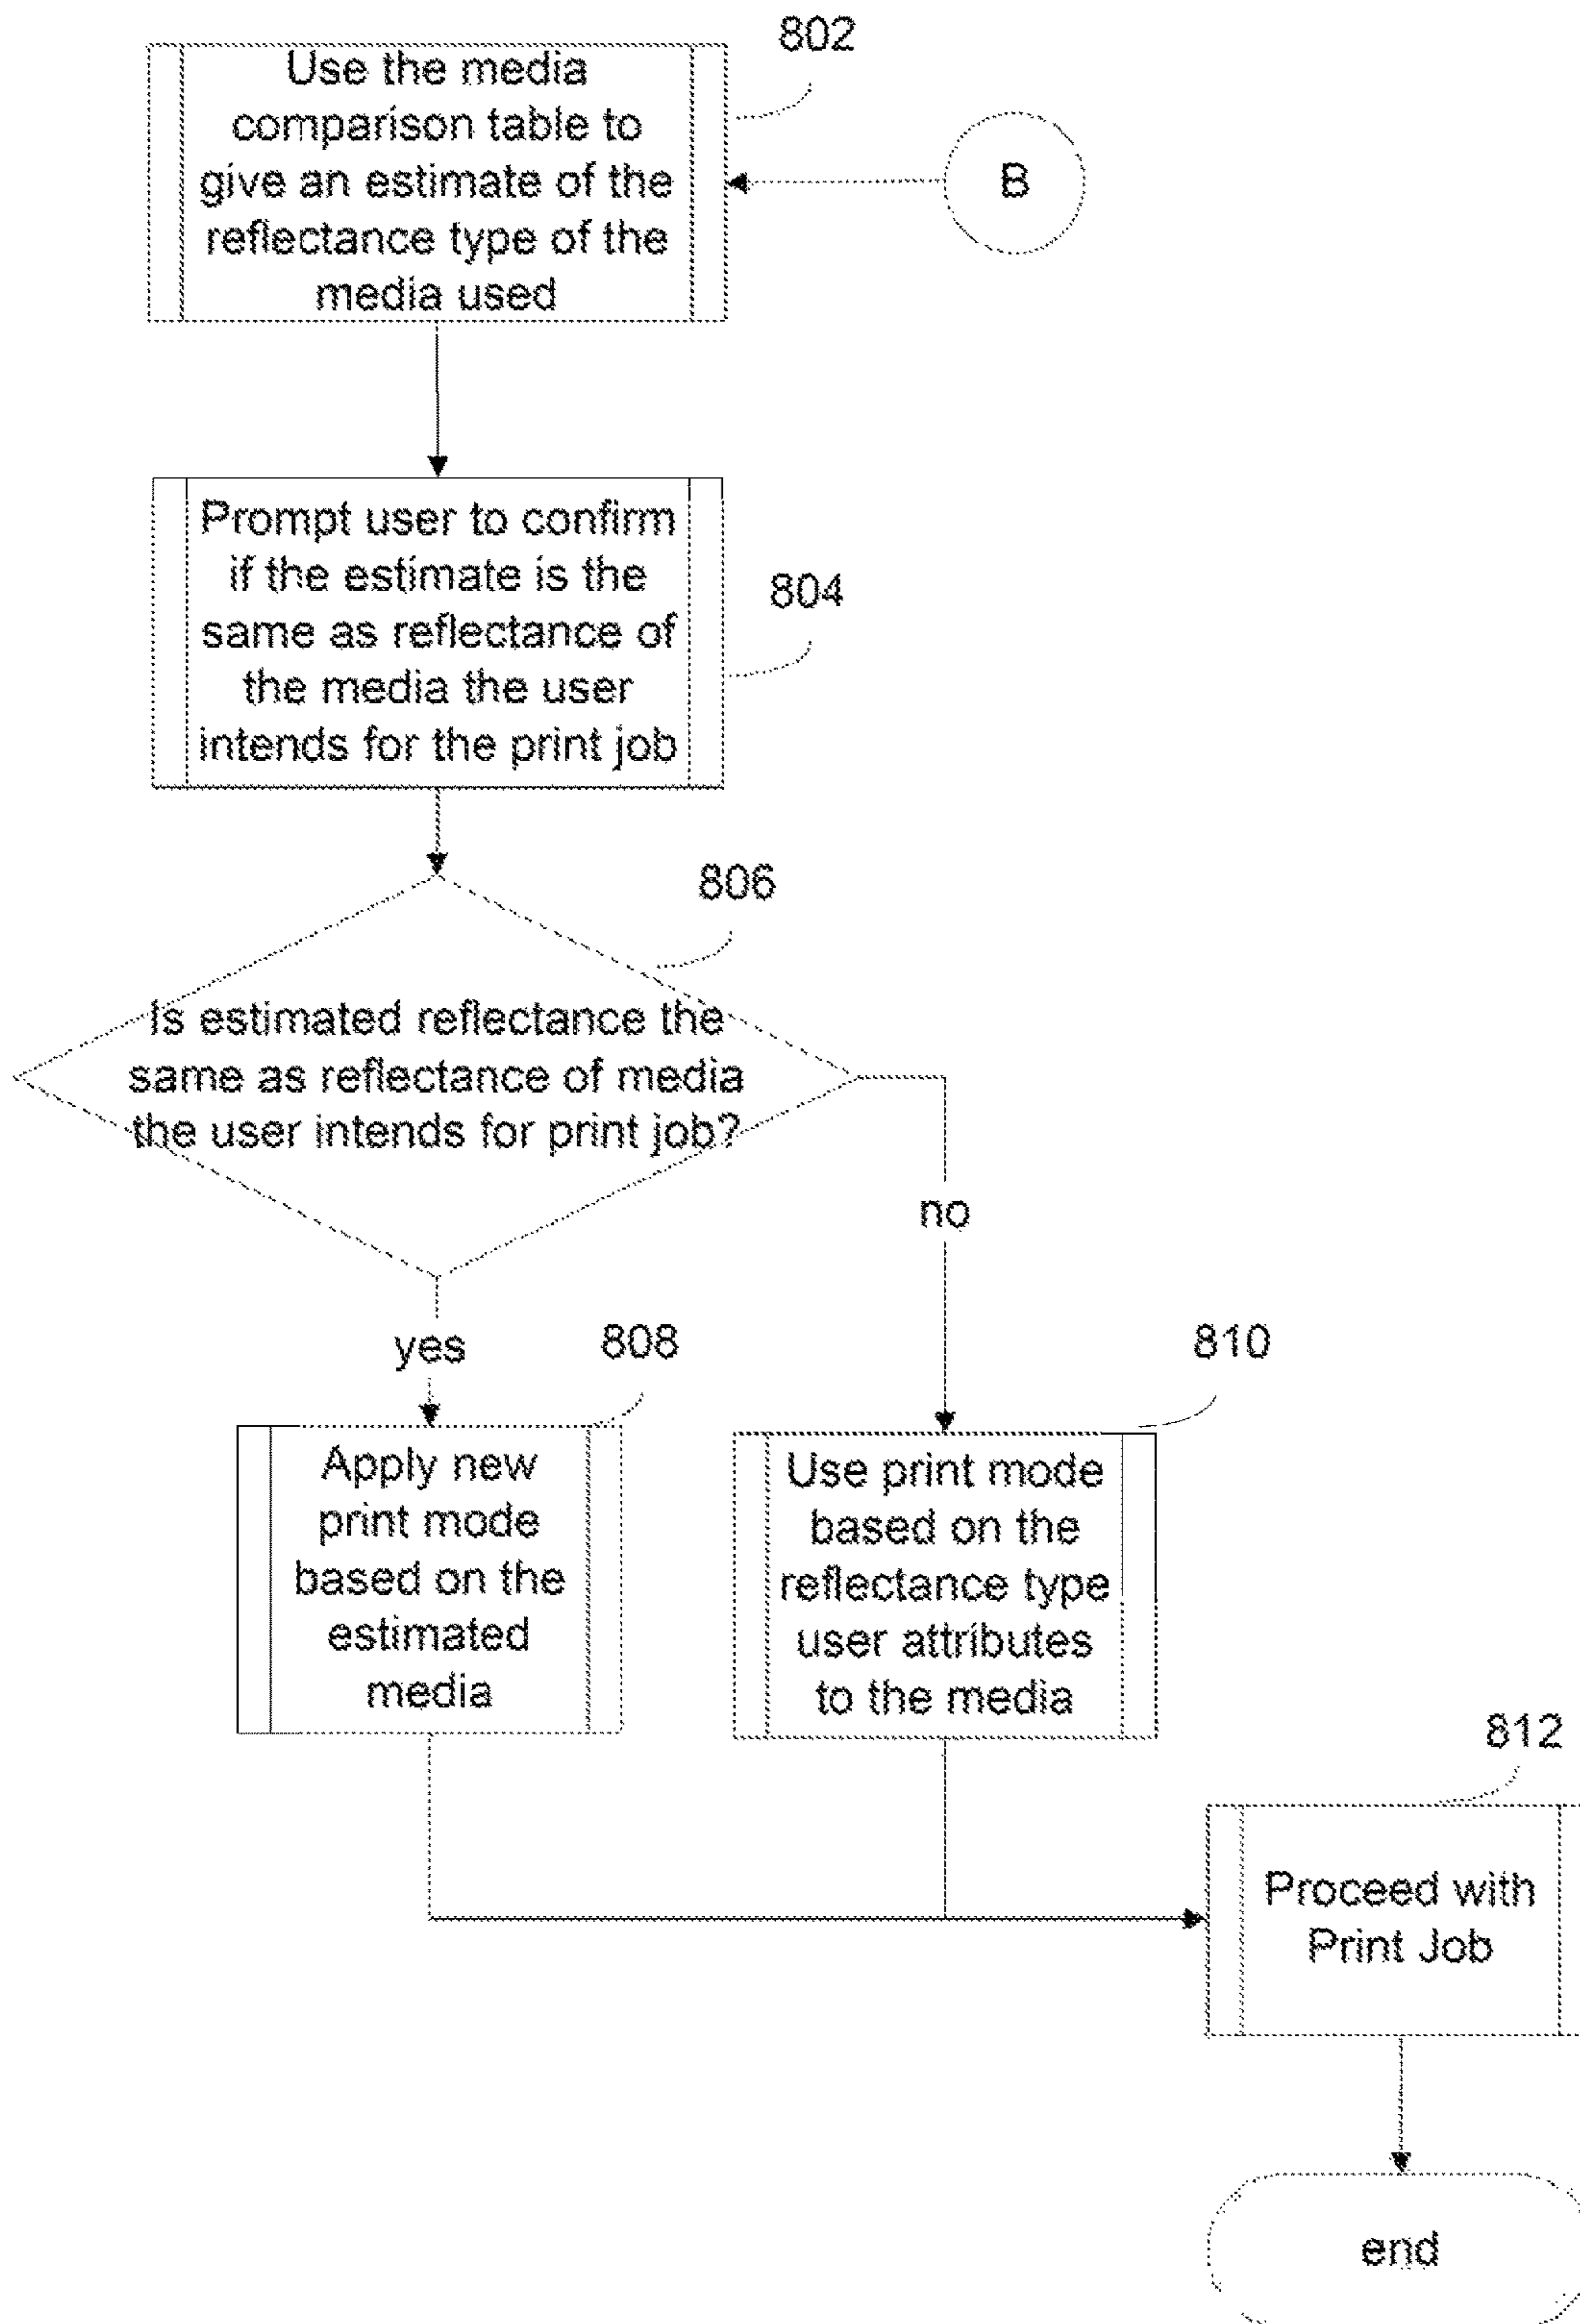 802
Use the media
comparison table to
give an estimate of the
reflectance type of the
media used
B
Prompt user to confirm
if the estimate is the
same as reflectance of
the media the user
intends for the print job
804
806
Is estimated reflectance the
same as reflectance of media
the user intends for print job?
no
yes
808
810
Apply new
print mode
based on the
estimated
media
Use print mode
based on the
reflectance type
user attributes
to the media
812
Proceed with
Print Job
end